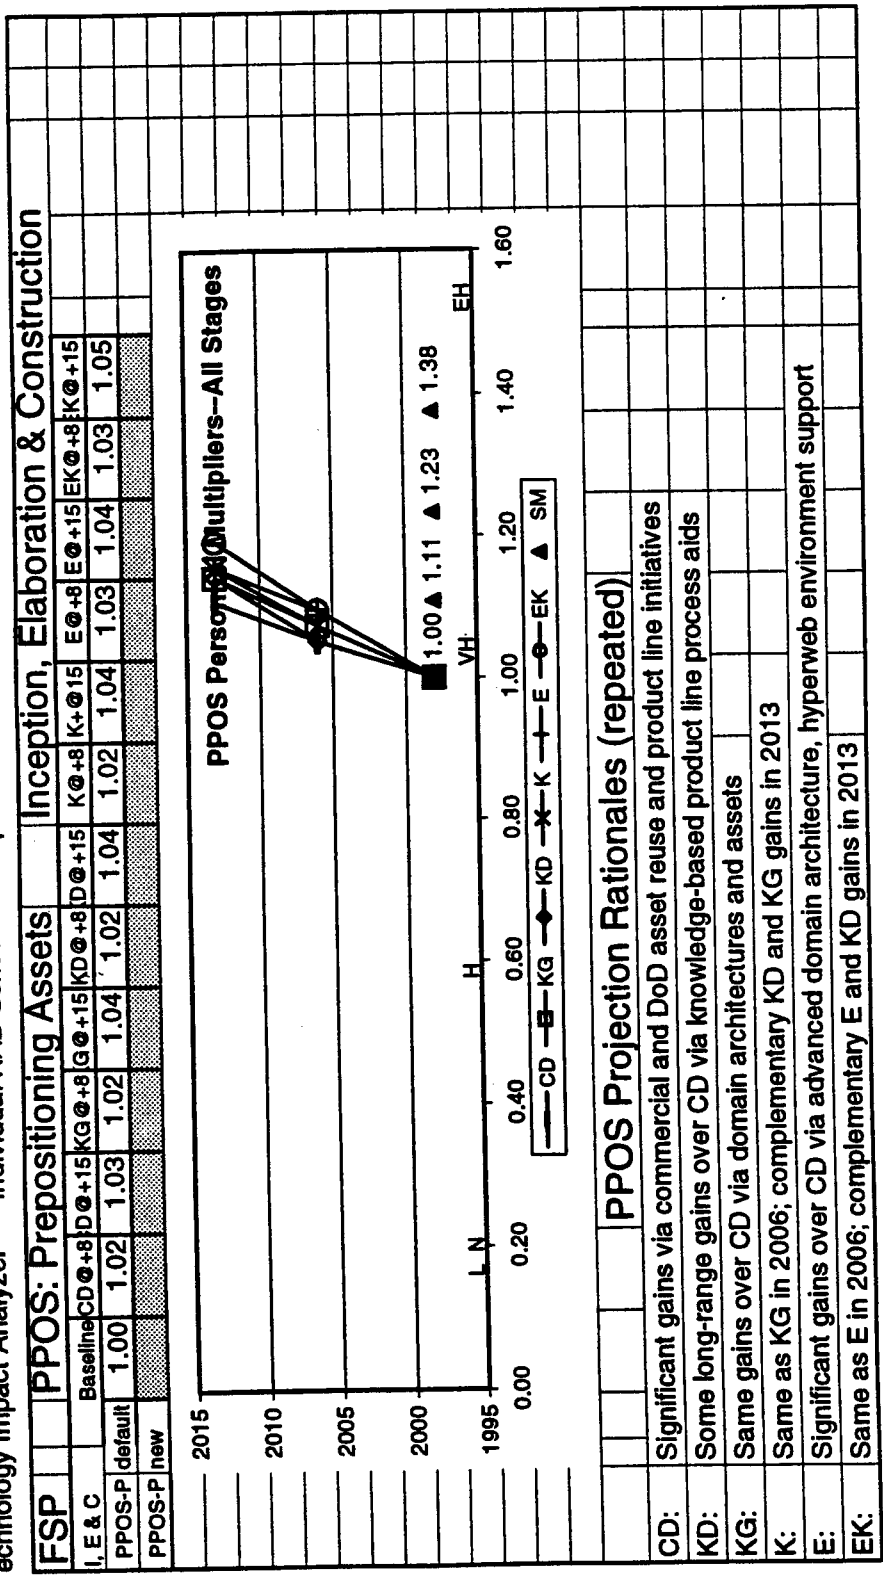 echnology Impact Analyzer
FSP PPOS: Prepositioning Assets Inception, Elaboration & Construction
I, E & C Baseline CD@+8 D@+15 KG@+8 G@+15 KD@+8 D@+15 K@+8 K+@15 E@+8 E@+15 EK@+8 K@+15
PPOS-P default 1.00 1.02 1.03 1.02 1.04 1.02 1.04 1.02 1.04 1.03 1.04 1.03 1.05
PPOS-P new
PPOS Multipliers--All Stages
2015
2010
2005
2000
1995
1.00 ▲ 1.11 ▲ 1.23 ▲ 1.38
L N H VH EH
0.00 0.20 0.40 0.60 0.80 1.00 1.20 1.40 1.60
CD KG KD K E EK ▲ SM
PPOS Projection Rationales (repeated)
CD: Significant gains via commercial and DoD asset reuse and product line initiatives
KD: Some long-range gains over CD via knowledge-based product line process aids
KG: Same gains over CD via domain architectures and assets
K: Same as KG in 2006; complementary KD and KG gains in 2013
E: Significant gains over CD via advanced domain architecture, hyperweb environment support
EK: Same as E in 2006; complementary E and KD gains in 2013